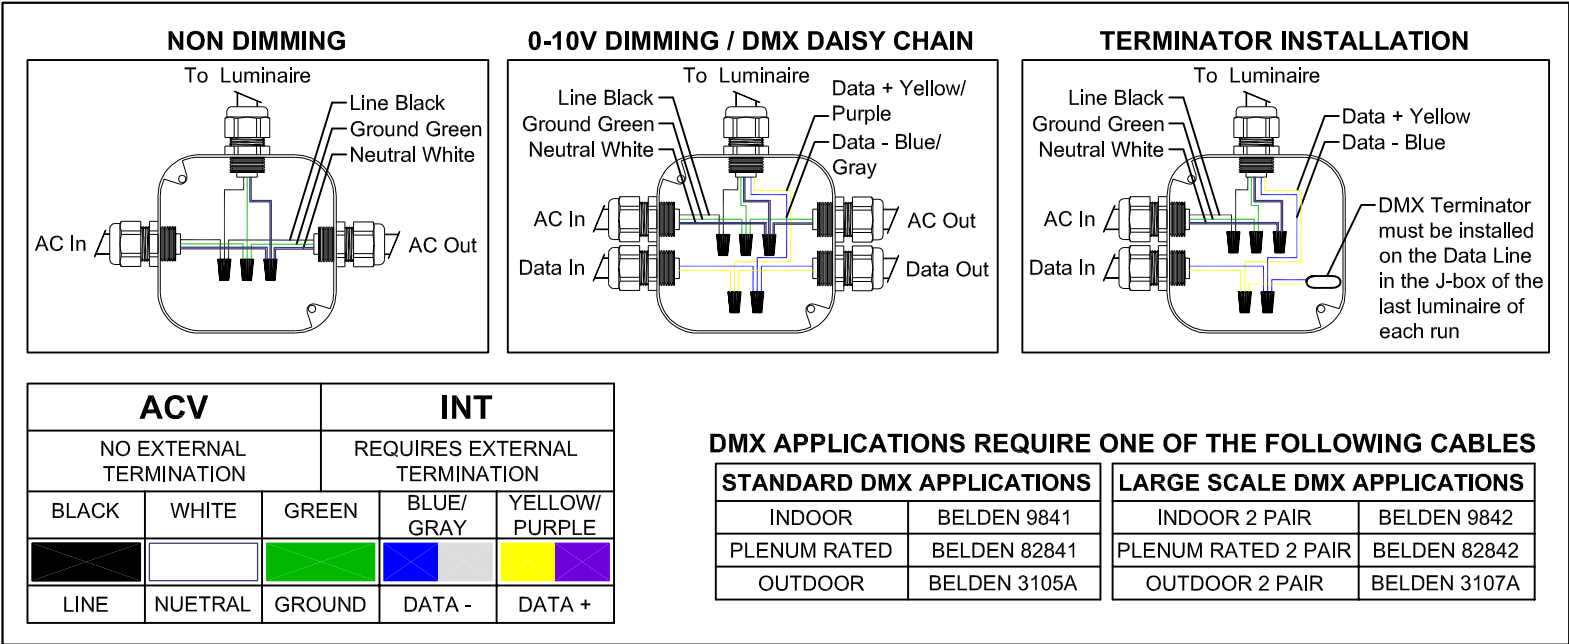 NON DIMMING
To Luminaire
Line Black
Ground Green
Neutral White
AC In
AC Out
0-10V DIMMING / DMX DAISY CHAIN
To Luminaire
Line Black
Ground Green
Neutral White
Data + Yellow/
Purple
Data - Blue/
Gray
AC In
AC Out
Data In
Data Out
TERMINATOR INSTALLATION
To Luminaire
Line Black
Ground Green
Neutral White
Data + Yellow
Data - Blue
AC In
Data In
DMX Terminator
must be installed
on the Data Line
in the J-box of the
last luminaire of
each run
ACV
INT
NO EXTERNAL
TERMINATION
REQUIRES EXTERNAL
TERMINATION
BLACK
WHITE
GREEN
BLUE/
GRAY
YELLOW/
PURPLE
LINE
NUETRAL
GROUND
DATA -
DATA +
DMX APPLICATIONS REQUIRE ONE OF THE FOLLOWING CABLES
STANDARD DMX APPLICATIONS
INDOOR BELDEN 9841
PLENUM RATED BELDEN 82841
OUTDOOR BELDEN 3105A
LARGE SCALE DMX APPLICATIONS
INDOOR 2 PAIR BELDEN 9842
PLENUM RATED 2 PAIR BELDEN 82842
OUTDOOR 2 PAIR BELDEN 3107A